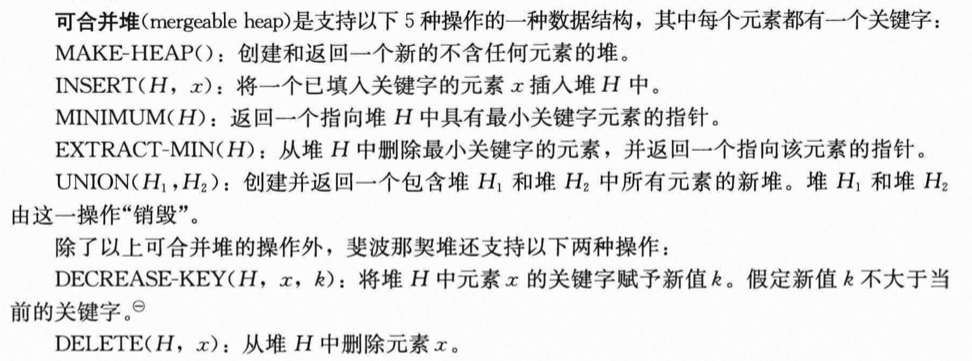 可合并堆(mergeable heap)是支持以下 5 种操作的一种数据结构，其中每个元素都有一个关键字：
MAKE-HEAP()：创建和返回一个新的不含任何元素的堆。
INSERT(H，x)：将一个已填入关键字的元素 x 插入堆 H 中。
MINIMUM(H)：返回一个指向堆 H 中具有最小关键字元素的指针。
EXTRACT-MIN(H)：从堆 H 中删除最小关键字的元素，并返回一个指向该元素的指针。
UNION(H₁,H₂)：创建并返回一个包含堆 H₁ 和堆 H₂ 中所有元素的新堆。堆 H₁ 和堆 H₂
由这一操作“销毁”。
除了以上可合并堆的操作外，斐波那契堆还支持以下两种操作：
DECREASE-KEY(H，x，k)：将堆 H 中元素 x 的关键字赋予新值 k。假定新值 k 不大于当
前的关键字。㊀
DELETE(H，x)：从堆 H 中删除元素 x。